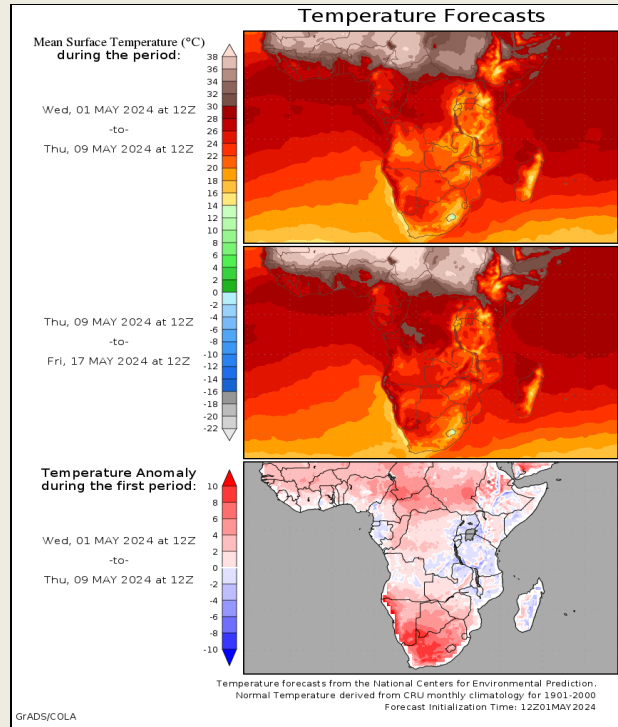 Temperature Forecasts
Mean Surface Temperature (°C)
during the period:
Wed, 01 MAY 2024 at 12Z
-to-
Thu, 09 MAY 2024 at 12Z
38
36
34
32
30
28
26
24
22
20
18
16
14
12
10
8
6
4
2
0
-2
-4
-6
-8
-10
-12
-14
-16
-18
-20
-22
Thu, 09 MAY 2024 at 12Z
-to-
Fri, 17 MAY 2024 at 12Z
Temperature Anomaly
during the first period:
Wed, 01 MAY 2024 at 12Z
-to-
Thu, 09 MAY 2024 at 12Z
10
8
6
4
2
0
-2
-4
-6
-8
-10
Temperature forecasts from the National Centers for Environmental Prediction.
Normal Temperature derived from CRU monthly climatology for 1901-2000
Forecast Initialization Time: 12Z01MAY2024
GrADS/COLA